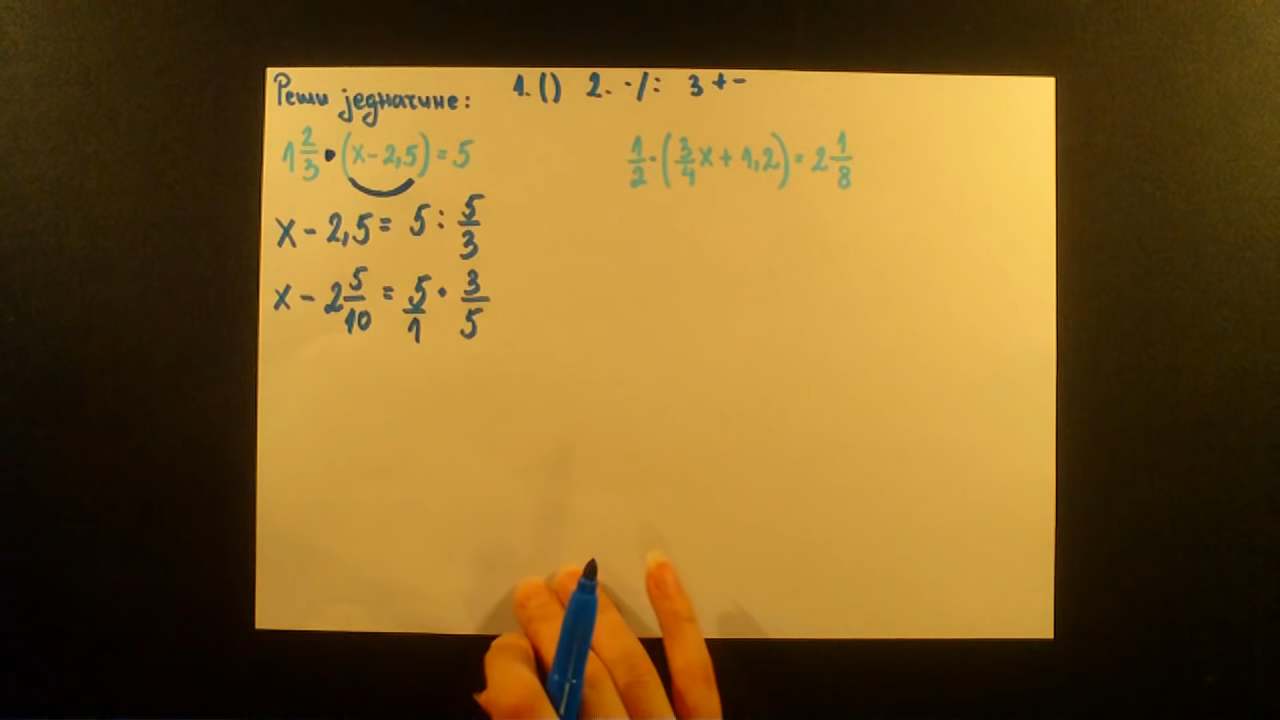 Реши једначине: 1. () 2. ·/: 3 + -
1 2/3 · (x - 2,5) = 5
x - 2,5 = 5 : 5/3
x - 2 5/10 = 5/1 · 3/5
1/2 · (3/4 x + 1,2) = 2 1/8